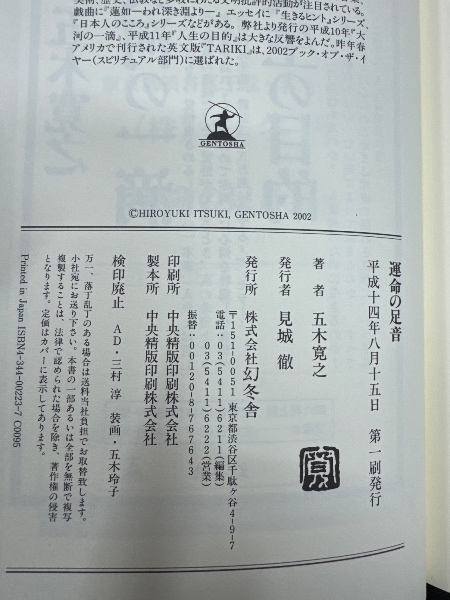 戯曲に『蓮如―われ深き淵より―』エッセイに『生きるヒント』シリーズ、
『日本人のこころ』シリーズなどがある。弊社より刊行の平成10年『大
河の一滴』、平成11年『人生の目的』は大きな反響をよんだ。昨年春
アメリカで刊行された英文版『TARIKI』は、2002ブック・オブ・ザ・イ
ヤー(スピリチュアル部門)に選ばれた。
GENTOSHA
©HIROYUKI ITSUKI, GENTOSHA 2002
運命の足音
平成十四年八月十五日 第一刷発行
著者 五木寛之
発行者 見城 徹
発行所 株式会社幻冬舎
〒151-0051 東京都渋谷区千駄ヶ谷4-9-7
電話:03(5411)6211(編集)
03(5411)6222(営業)
振替:00120-8-767643
印刷所 中央精版印刷株式会社
製本所 中央精版印刷株式会社
検印廃止 AD・三村 淳 装画・五木玲子
万一、落丁乱丁のある場合は送料当社負担でお取替致します。
小社宛にお送り下さい。本書の一部あるいは全部を無断で複写
複製することは、法律で認められた場合を除き、著作権の侵害
となります。定価はカバーに表示してあります。
Printed in Japan ISBN4-344-00223-7 C0095